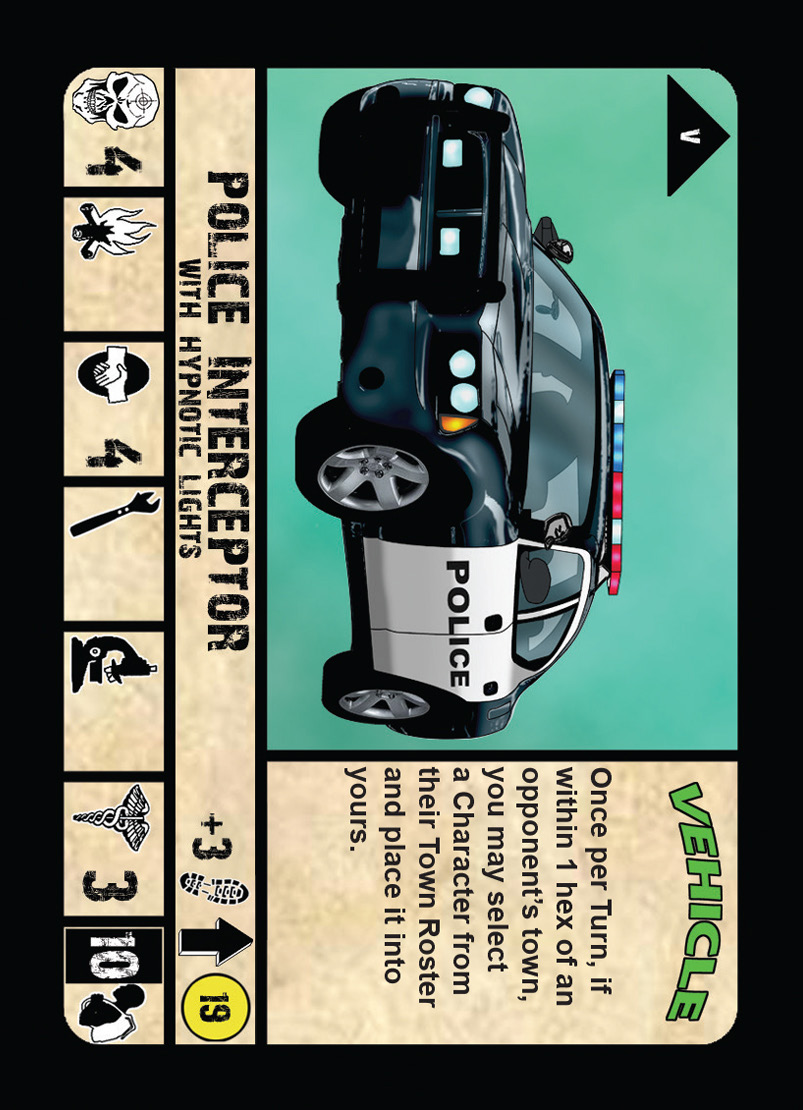 V
POLICE
VEHICLE
Once per Turn, if
within 1 hex of an
opponent's town,
you may select
a Character from
their Town Roster
and place it into
yours.
POLICE INTERCEPTOR
WITH HYPNOTIC LIGHTS
+3
19
4
4
3
10